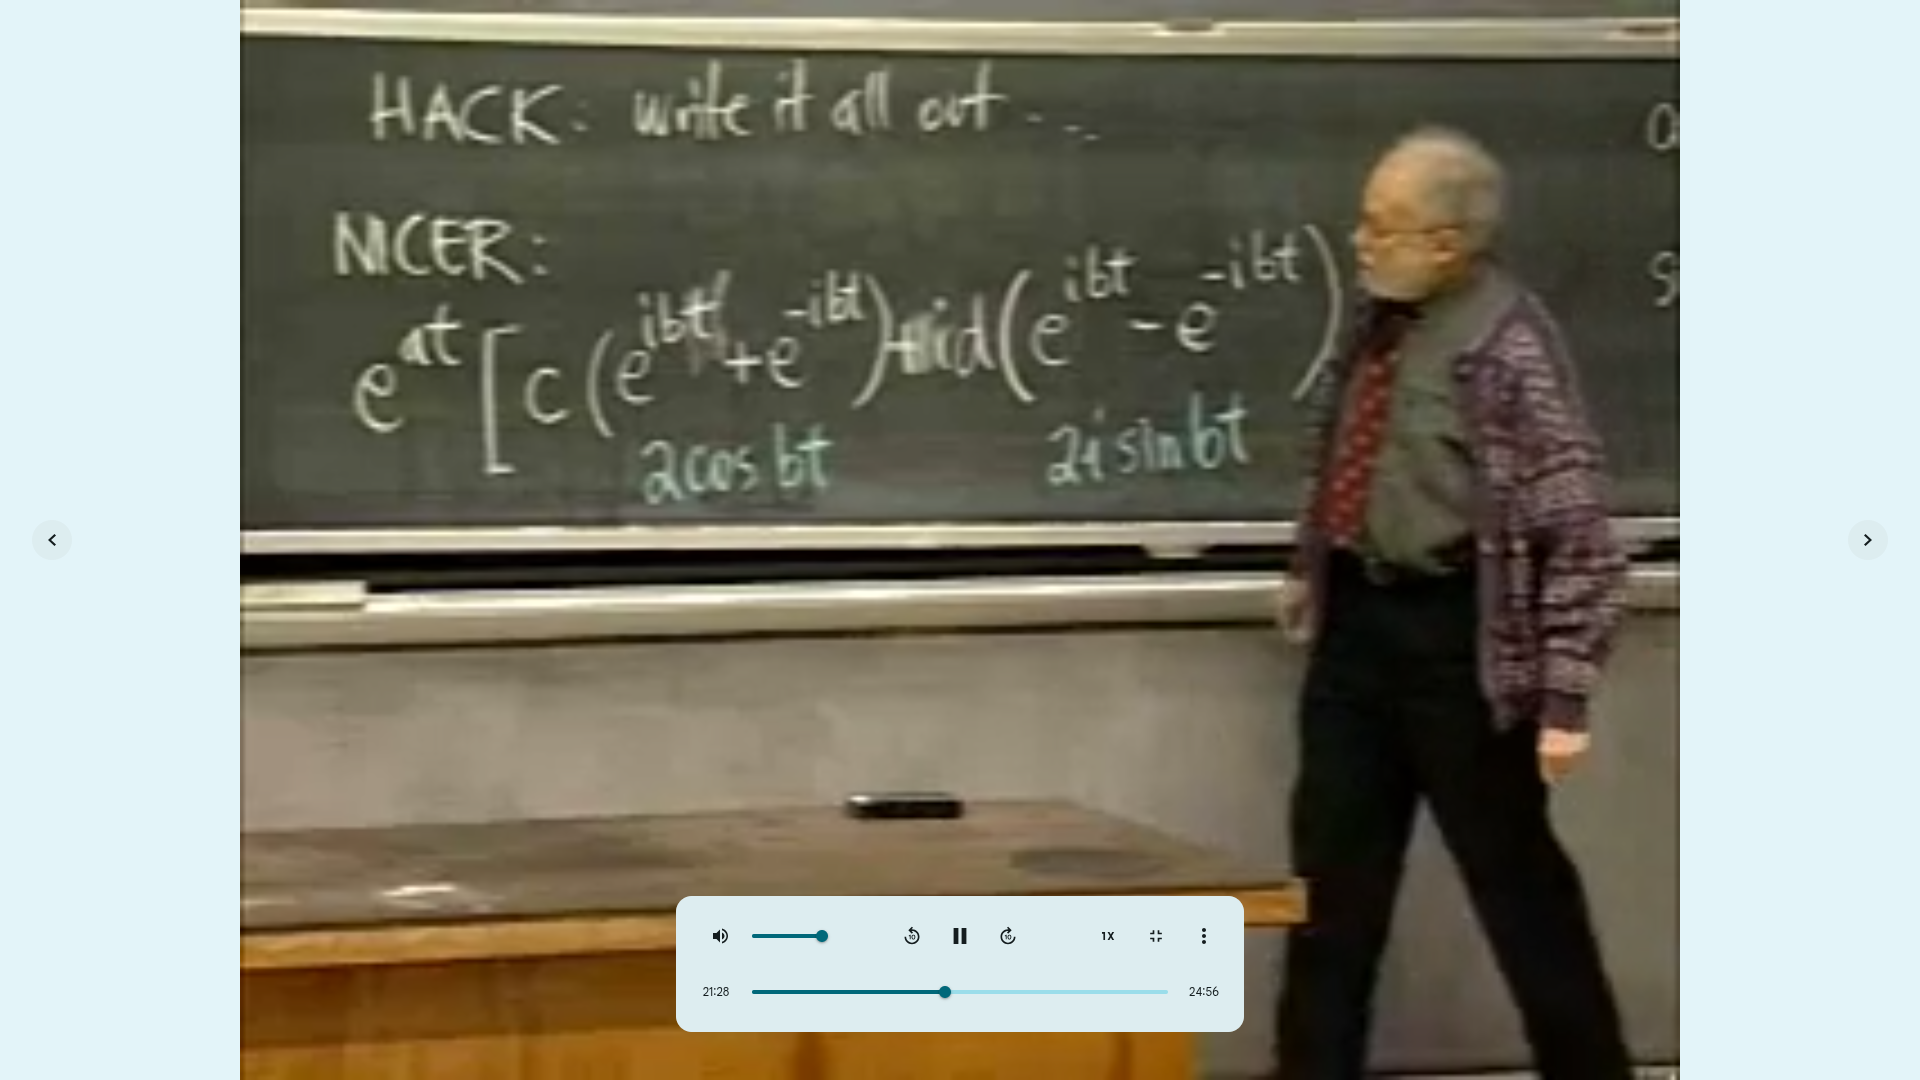 HACK: write it all out ...
NICER:
e^{at} [ c (e^{ibt} + e^{-ibt}) + id (e^{ibt} - e^{-ibt})
2cos bt 2i sin bt
1X
21:28 24:56